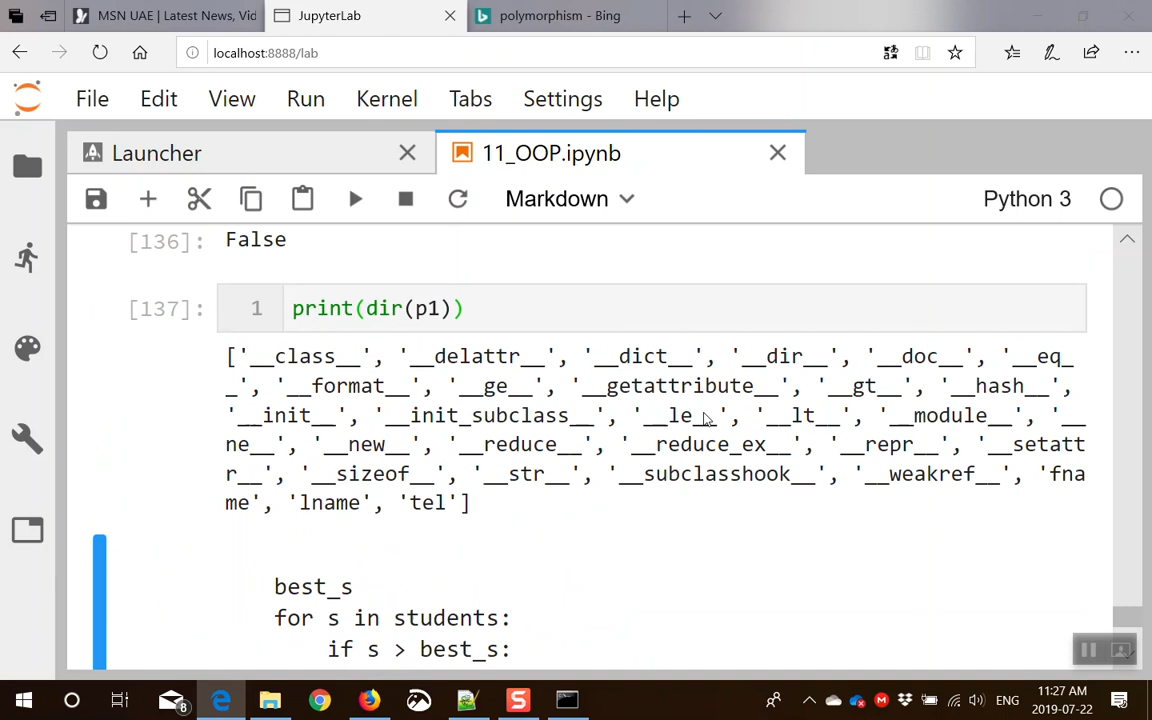 MSN UAE | Latest News, Vid
JupyterLab
polymorphism - Bing
localhost:8888/lab
File Edit View Run Kernel Tabs Settings Help
Launcher
11_OOP.ipynb
Markdown
Python 3
[136]: False
[137]: 1 print(dir(p1))
['__class__', '__delattr__', '__dict__', '__dir__', '__doc__', '__eq_
_', '__format__', '__ge__', '__getattribute__', '__gt__', '__hash__',
'__init__', '__init_subclass__', '__le__', '__lt__', '__module__', '__
ne__', '__new__', '__reduce__', '__reduce_ex__', '__repr__', '__setatt
r__', '__sizeof__', '__str__', '__subclasshook__', '__weakref__', 'fna
me', 'lname', 'tel']
best_s
for s in students:
if s > best_s:
8
ENG
11:27 AM
2019-07-22